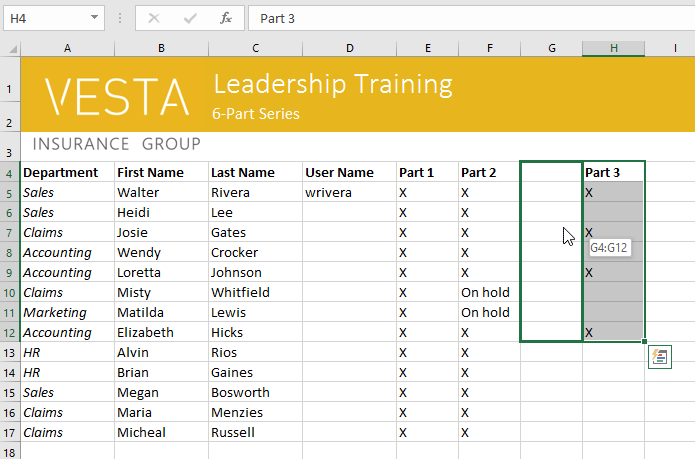 H4 fx Part 3
A B C D E F G H I
1
Leadership Training
VESTA
2 6-Part Series
3 INSURANCE GROUP
4 Department First Name Last Name User Name Part 1 Part 2 Part 3
5 Sales Walter Rivera wrivera X X X
6 Sales Heidi Lee X X
7 Claims Josie Gates X X X
G4:G12
8 Accounting Wendy Crocker X X
9 Accounting Loretta Johnson X X X
10 Claims Misty Whitfield X On hold
11 Marketing Matilda Lewis X On hold
12 Accounting Elizabeth Hicks X X X
13 HR Alvin Rios X X
14 HR Brian Gaines X X
15 Sales Megan Bosworth X X
16 Claims Maria Menzies X X
17 Claims Micheal Russell X X
18